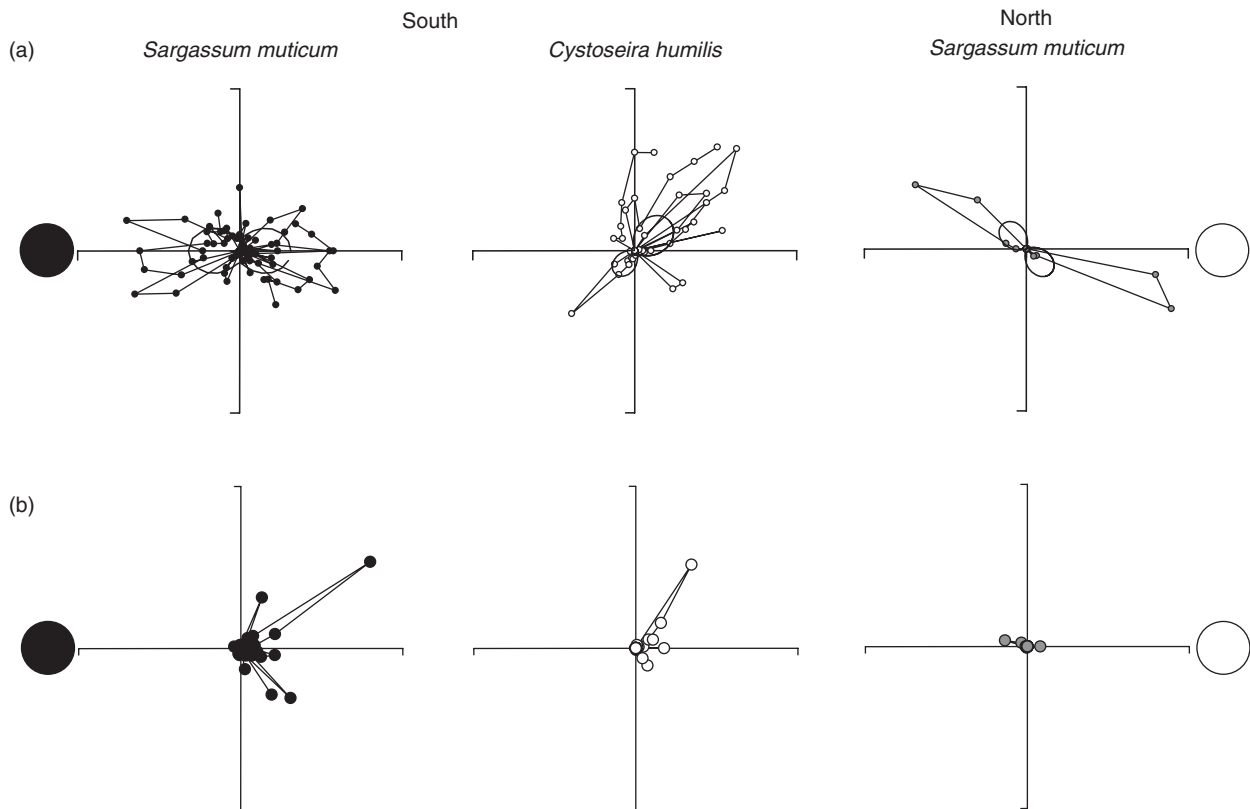 South
North
(a)
Sargassum muticum
Cystoseira humilis
Sargassum muticum
(b)